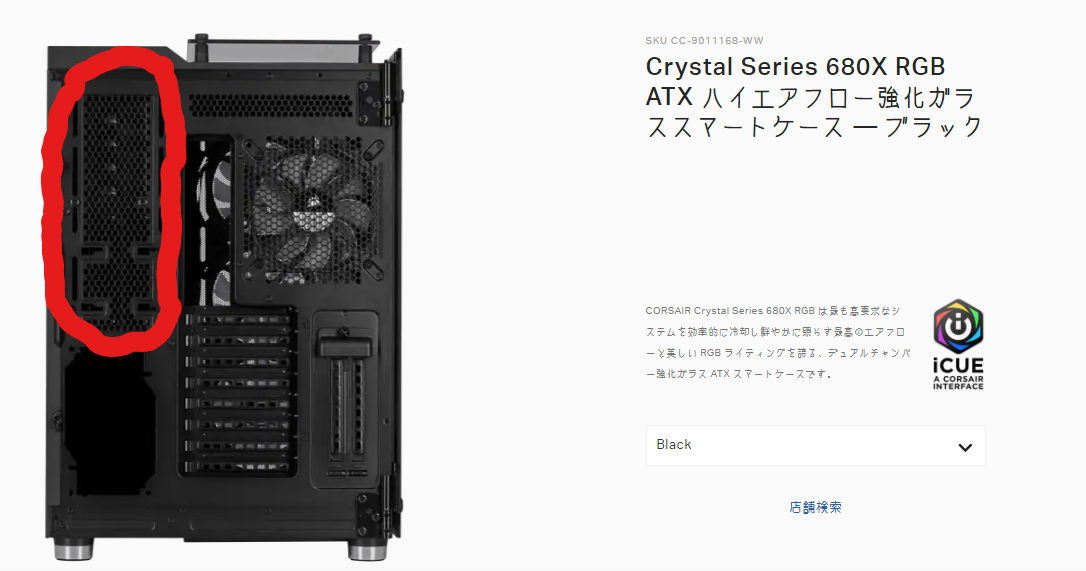 SKU CC-9011168-WW
Crystal Series 680X RGB
ATX ハイエアフロー強化ガラ
ススマートケース — ブラック
CORSAIR Crystal Series 680X RGB は最も高要求なシ
ステムを効率的に冷却し鮮やかに照らす最高のエアフロ
ーと美しい RGB ライティングを誇る、デュアルチャンバ
ー強化ガラス ATX スマートケースです。
iCUE
A CORSAIR
INTERFACE
Black
店舗検索